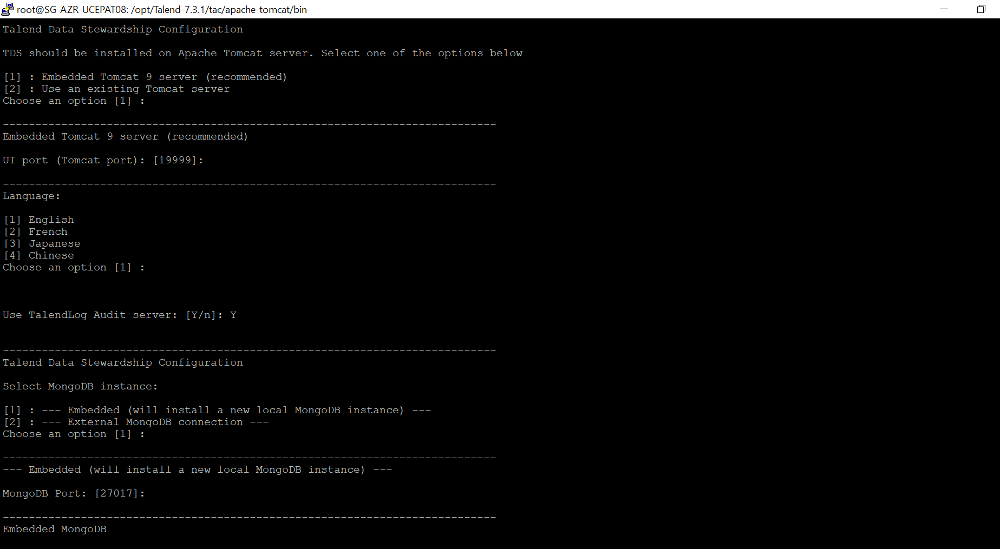 root@SG-AZR-UCEPAT08: /opt/Talend-7.3.1/tac/apache-tomcat/bin
Talend Data Stewardship Configuration
TDS should be installed on Apache Tomcat server. Select one of the options below
[1] : Embedded Tomcat 9 server (recommended)
[2] : Use an existing Tomcat server
Choose an option [1] :
----------------------------------------------------------------------------
Embedded Tomcat 9 server (recommended)
UI port (Tomcat port): [19999]:
----------------------------------------------------------------------------
Language:
[1] English
[2] French
[3] Japanese
[4] Chinese
Choose an option [1] :
Use TalendLog Audit server: [Y/n]: Y
----------------------------------------------------------------------------
Talend Data Stewardship Configuration
Select MongoDB instance:
[1] : --- Embedded (will install a new local MongoDB instance) ---
[2] : --- External MongoDB connection ---
Choose an option [1] :
----------------------------------------------------------------------------
--- Embedded (will install a new local MongoDB instance) ---
MongoDB Port: [27017]:
----------------------------------------------------------------------------
Embedded MongoDB